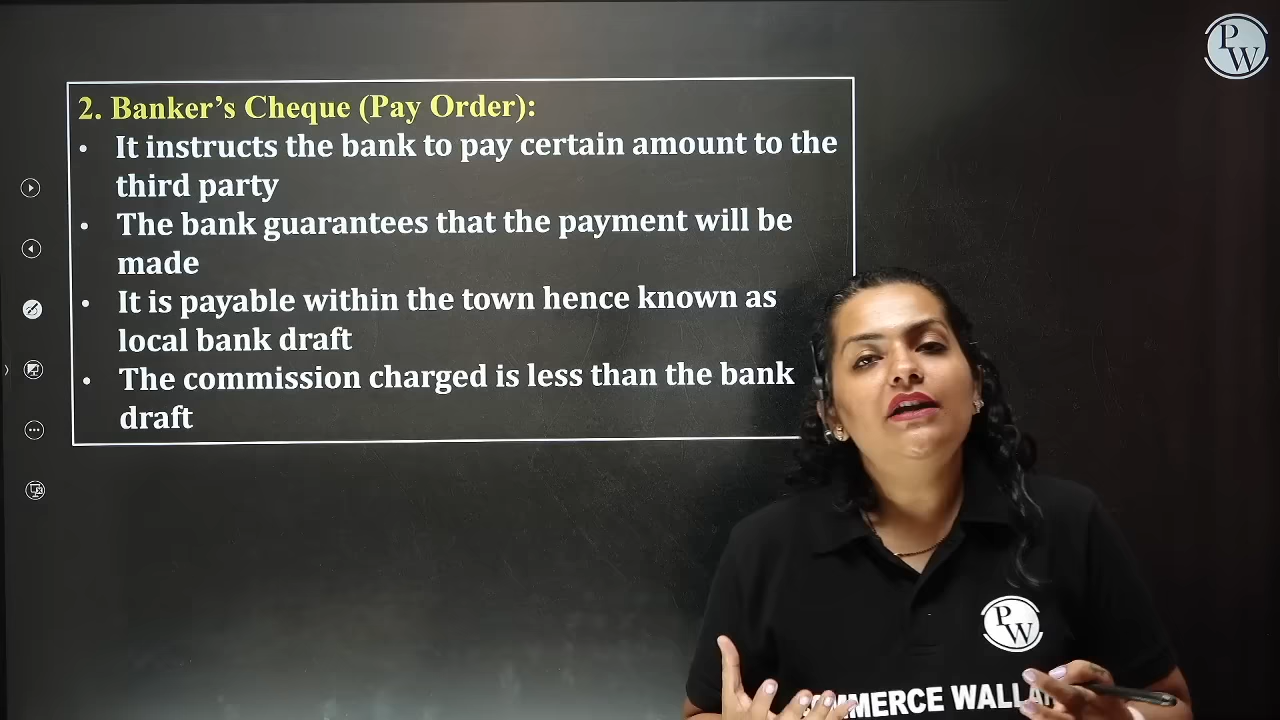 PW
2. Banker’s Cheque (Pay Order):
• It instructs the bank to pay certain amount to the
third party
• The bank guarantees that the payment will be
made
• It is payable within the town hence known as
local bank draft
• The commission charged is less than the bank
draft
PW